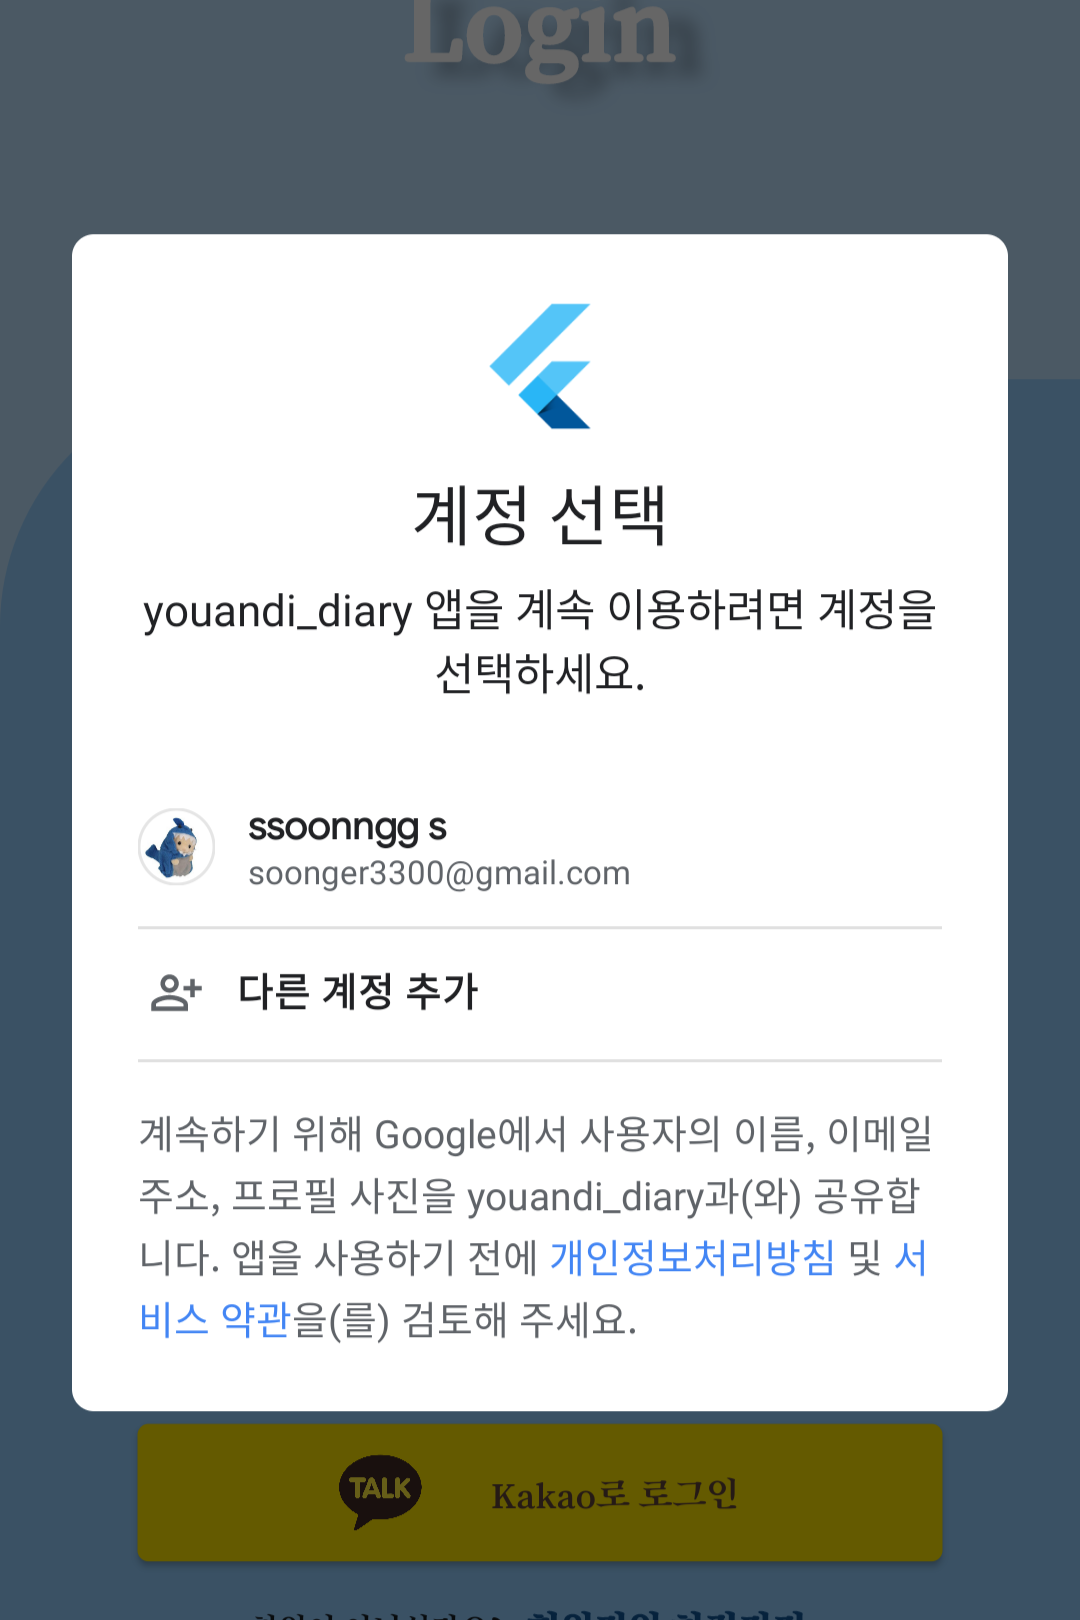 Login
계정 선택
youandi_diary 앱을 계속 이용하려면 계정을
선택하세요.
ssoonngg s
soonger3300@gmail.com
다른 계정 추가
계속하기 위해 Google에서 사용자의 이름, 이메일
주소, 프로필 사진을 youandi_diary과(와) 공유합
니다. 앱을 사용하기 전에 개인정보처리방침 및 서
비스 약관을(를) 검토해 주세요.
TALK
Kakao로 로그인